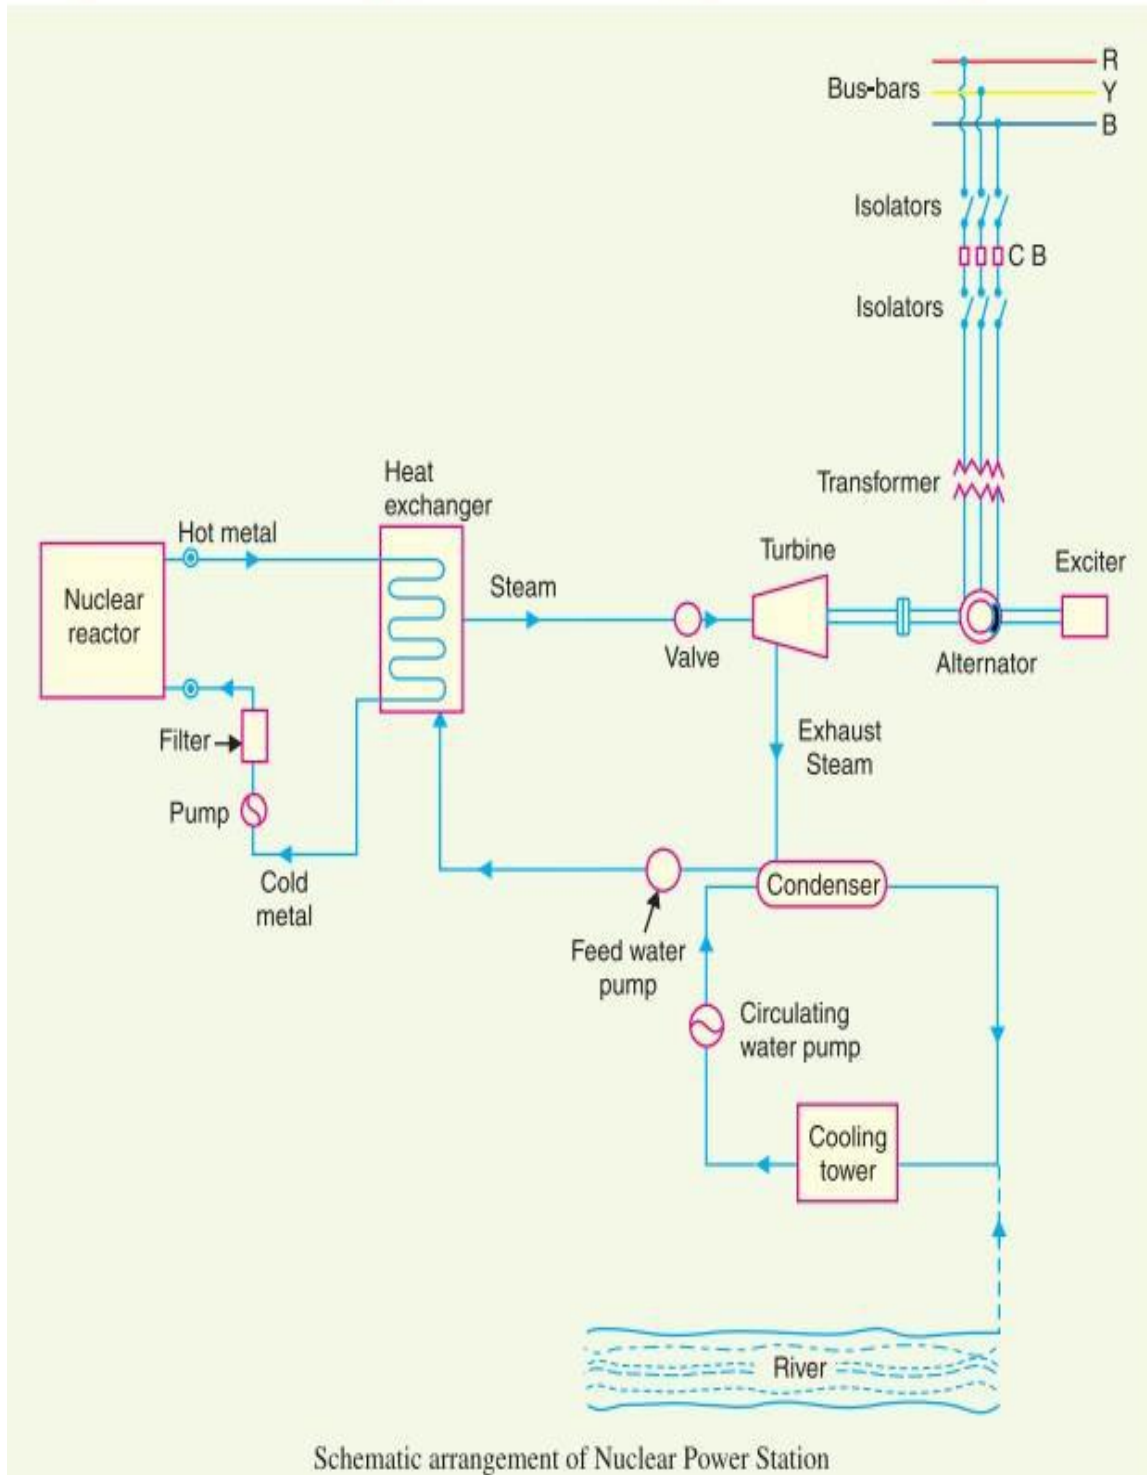 R
Bus-bars
Y
B
Isolators
C B
Isolators
Transformer
Heat
exchanger
Hot metal
Turbine
Exciter
Nuclear
reactor
Steam
Valve
Alternator
Filter
Exhaust
Steam
Pump
Cold
metal
Condenser
Feed water
pump
Circulating
water pump
Cooling
tower
River
Schematic arrangement of Nuclear Power Station